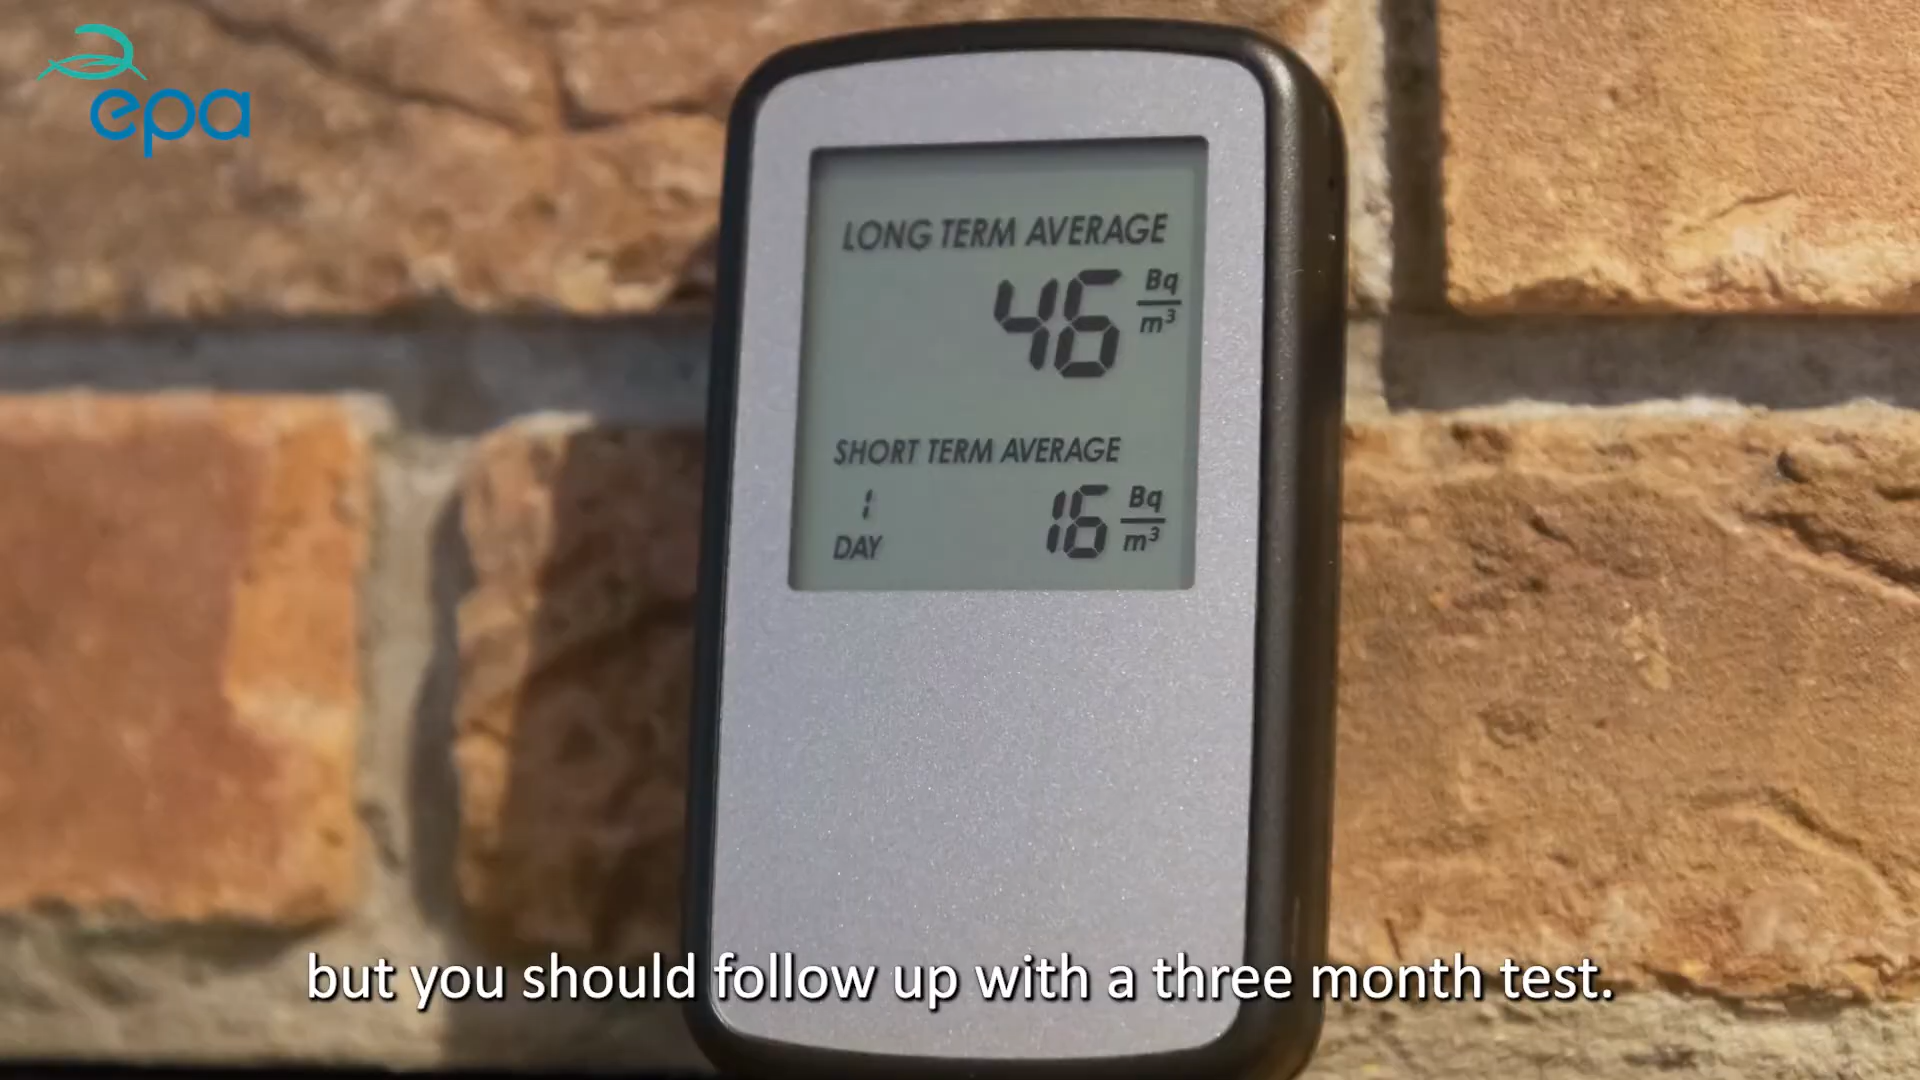 epa
LONG TERM AVERAGE
46 Bq/m³
SHORT TERM AVERAGE
1 DAY 16 Bq/m³
but you should follow up with a three month test.